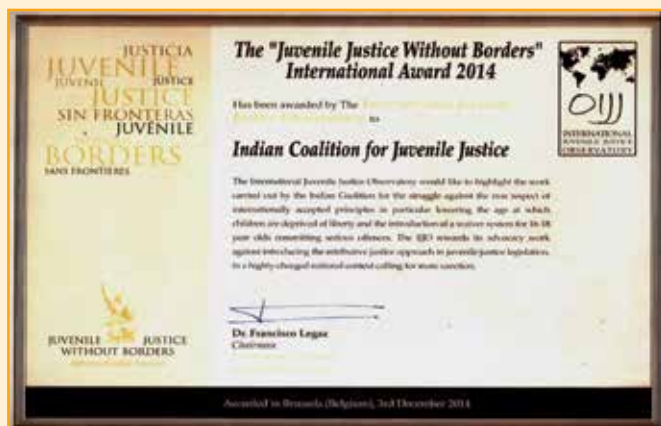 JUSTICIA
JUVENILE
JUVENIL JUSTICE
JUSTICE
SIN FRONTERAS
JUVÉNILE
BORDERS
SANS FRONTIERES
JUVENILE JUSTICE
WITHOUT BORDERS
The "Juvenile Justice Without Borders"
International Award 2014
Has been awarded by The International Juvenile
Justice Observatory to
Indian Coalition for Juvenile Justice
The International Juvenile Justice Observatory would like to highlight the work
carried out by the Indian Coalition for the struggle against the non respect of
internationally accepted principles in particular lowering the age at which
children are deprived of liberty and the introduction of a waiver system for 16-18
year olds committing serious offences. The IJJO rewards its advocacy work
against introducing the retributive justice approach in juvenile justice legislation,
in a highly charged national context calling for more sanction.
Dr. Francisco Legaz
Chairman
OIJJ
INTERNATIONAL
JUVENILE JUSTICE
OBSERVATORY
Awarded in Brussels (Belgium), 3rd December 2014